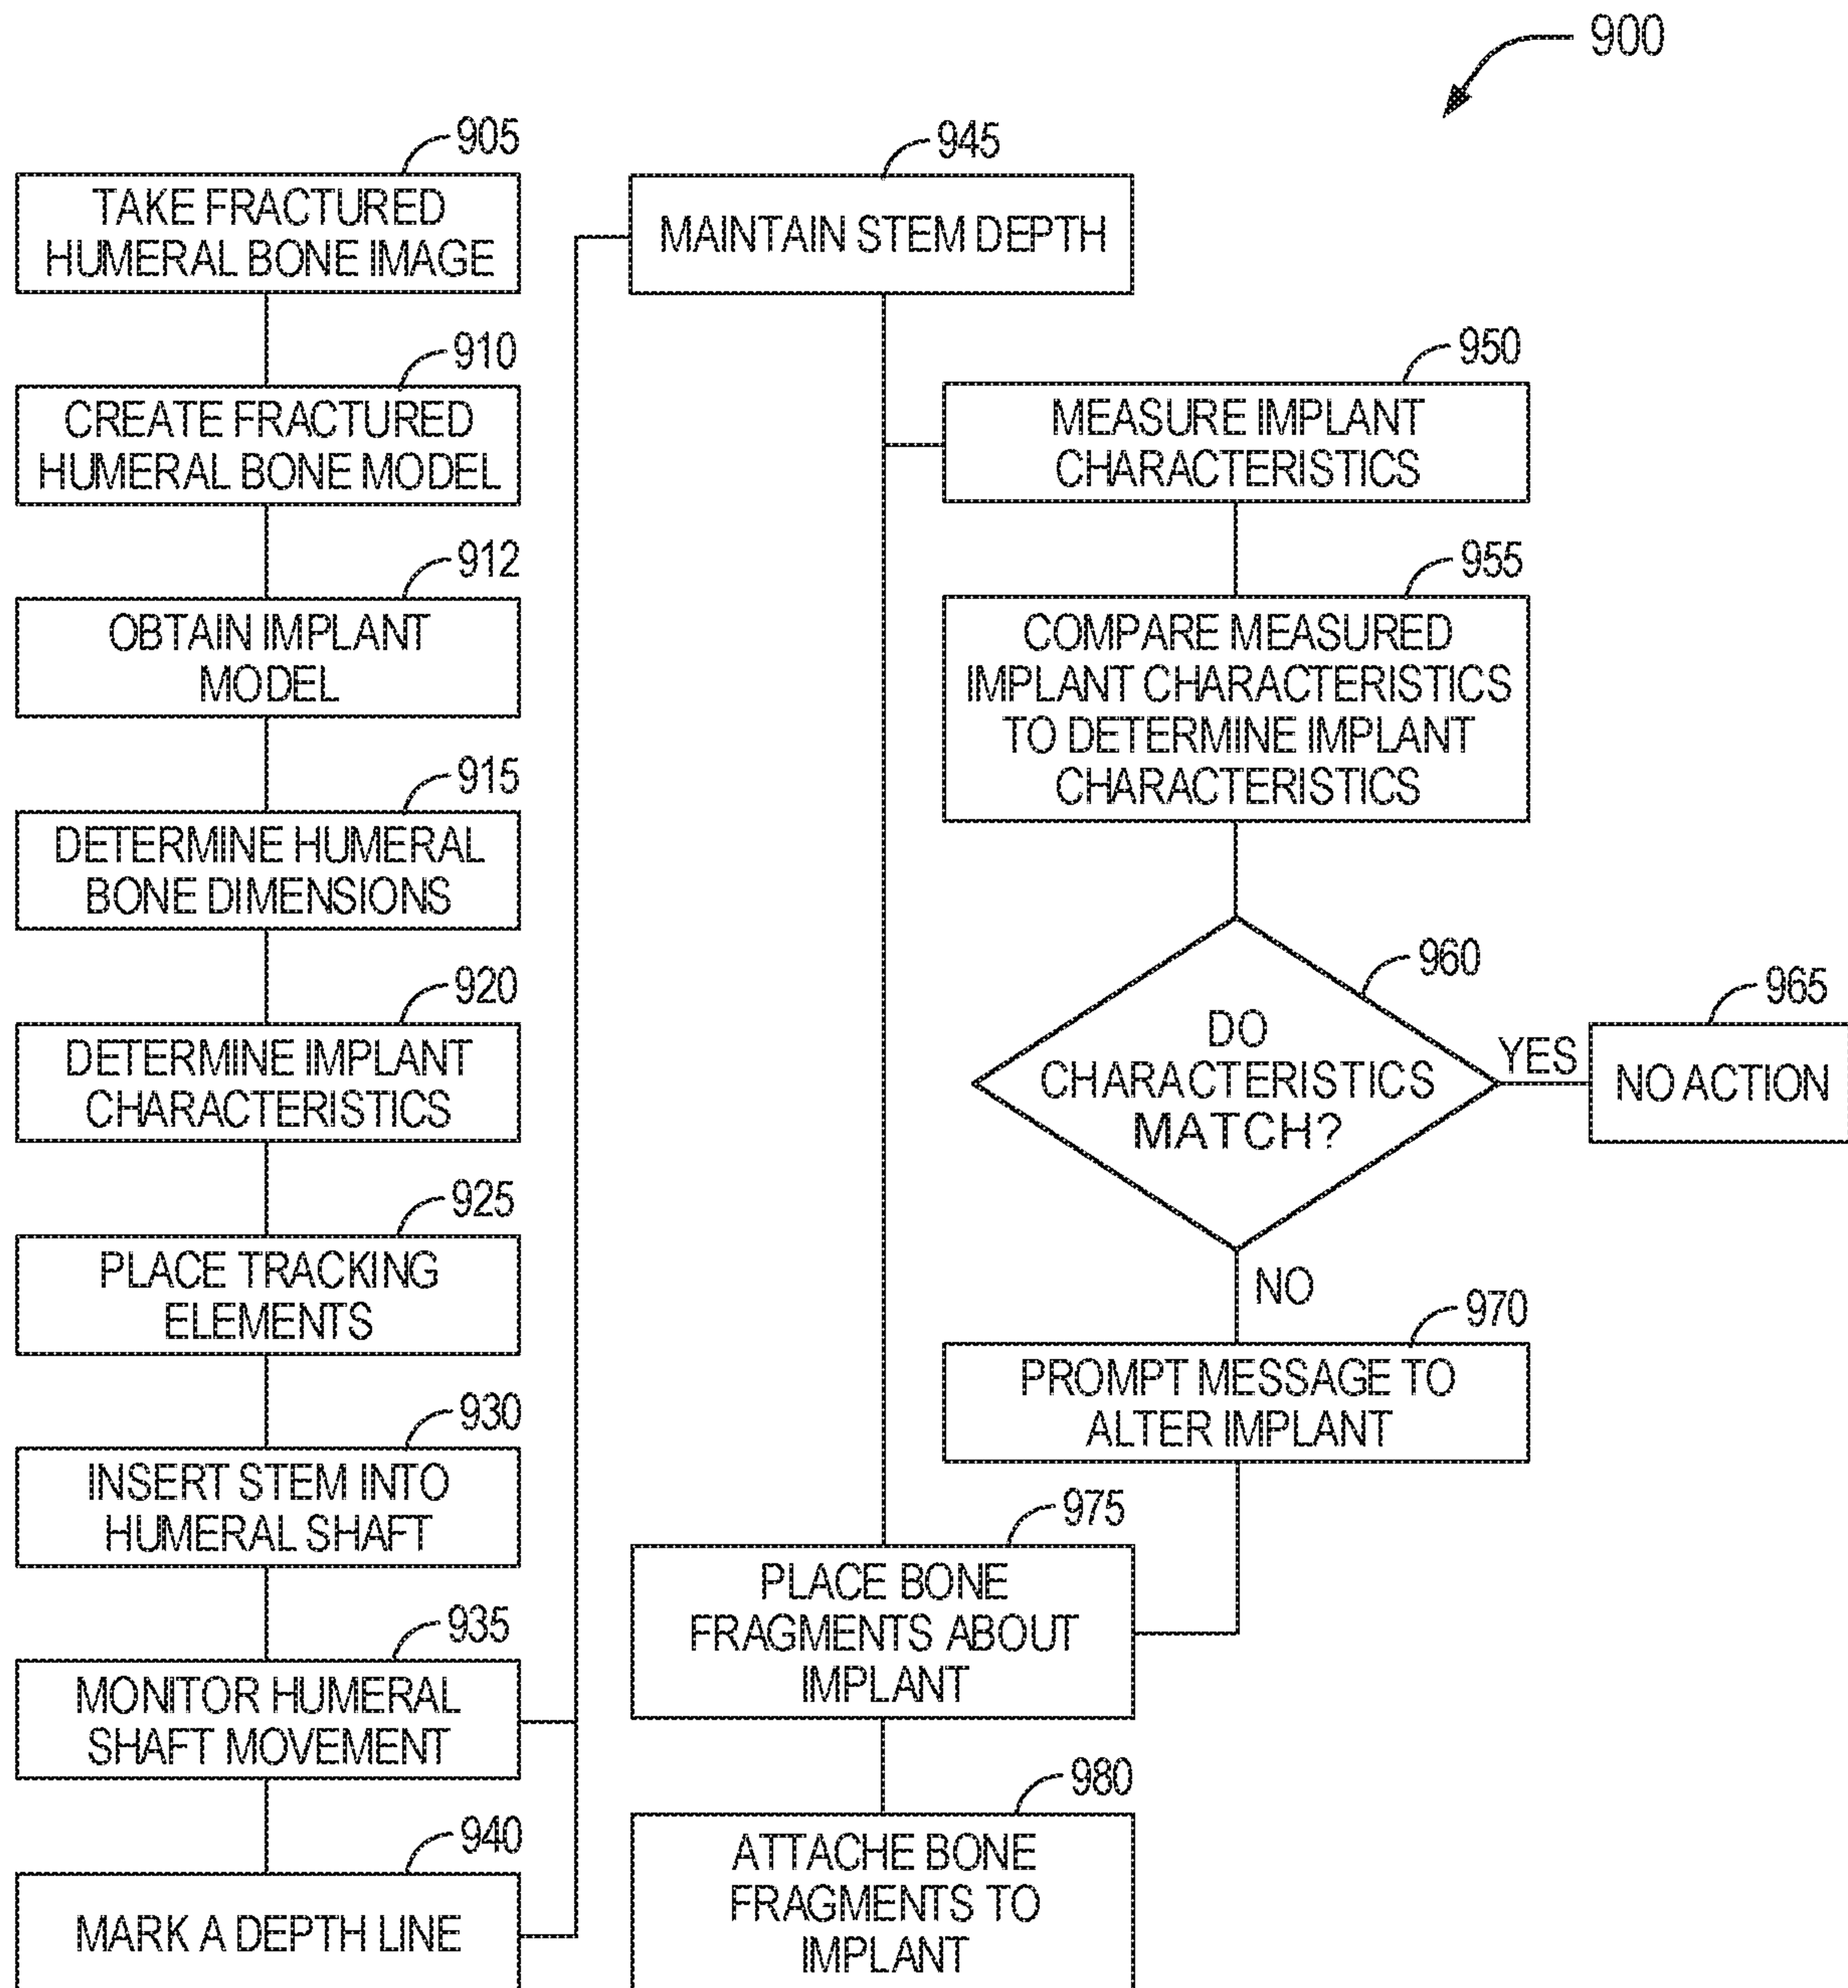 900
905
TAKE FRACTURED
HUMERAL BONE IMAGE
910
CREATE FRACTURED
HUMERAL BONE MODEL
912
OBTAIN IMPLANT
MODEL
915
DETERMINE HUMERAL
BONE DIMENSIONS
920
DETERMINE IMPLANT
CHARACTERISTICS
925
PLACE TRACKING
ELEMENTS
930
INSERT STEM INTO
HUMERAL SHAFT
935
MONITOR HUMERAL
SHAFT MOVEMENT
940
MARK A DEPTH LINE
945
MAINTAIN STEM DEPTH
950
MEASURE IMPLANT
CHARACTERISTICS
955
COMPARE MEASURED
IMPLANT CHARACTERISTICS
TO DETERMINE IMPLANT
CHARACTERISTICS
960
DO
CHARACTERISTICS
MATCH?
YES
965
NO ACTION
NO
970
PROMPT MESSAGE TO
ALTER IMPLANT
975
PLACE BONE
FRAGMENTS ABOUT
IMPLANT
980
ATTACHE BONE
FRAGMENTS TO
IMPLANT